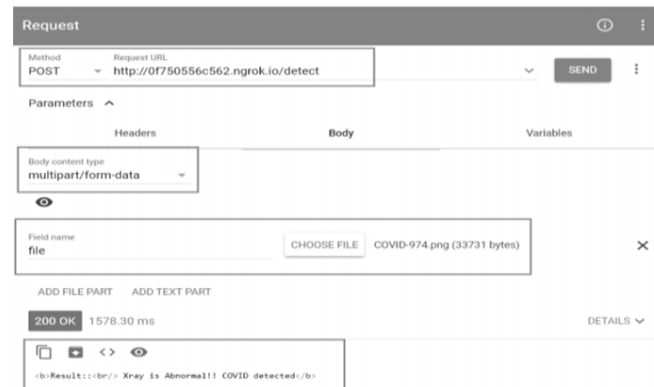 Request
Method
Request URL
POST
http://0f750556c562.ngrok.io/detect
SEND
Parameters
Headers
Body
Variables
Body content type
multipart/form-data
Field name
file
CHOOSE FILE
COVID-974.png (33731 bytes)
ADD FILE PART
ADD TEXT PART
200 OK
1578.30 ms
DETAILS
<b>Result::<br/> Xray is Abnormal!! COVID detected</b>